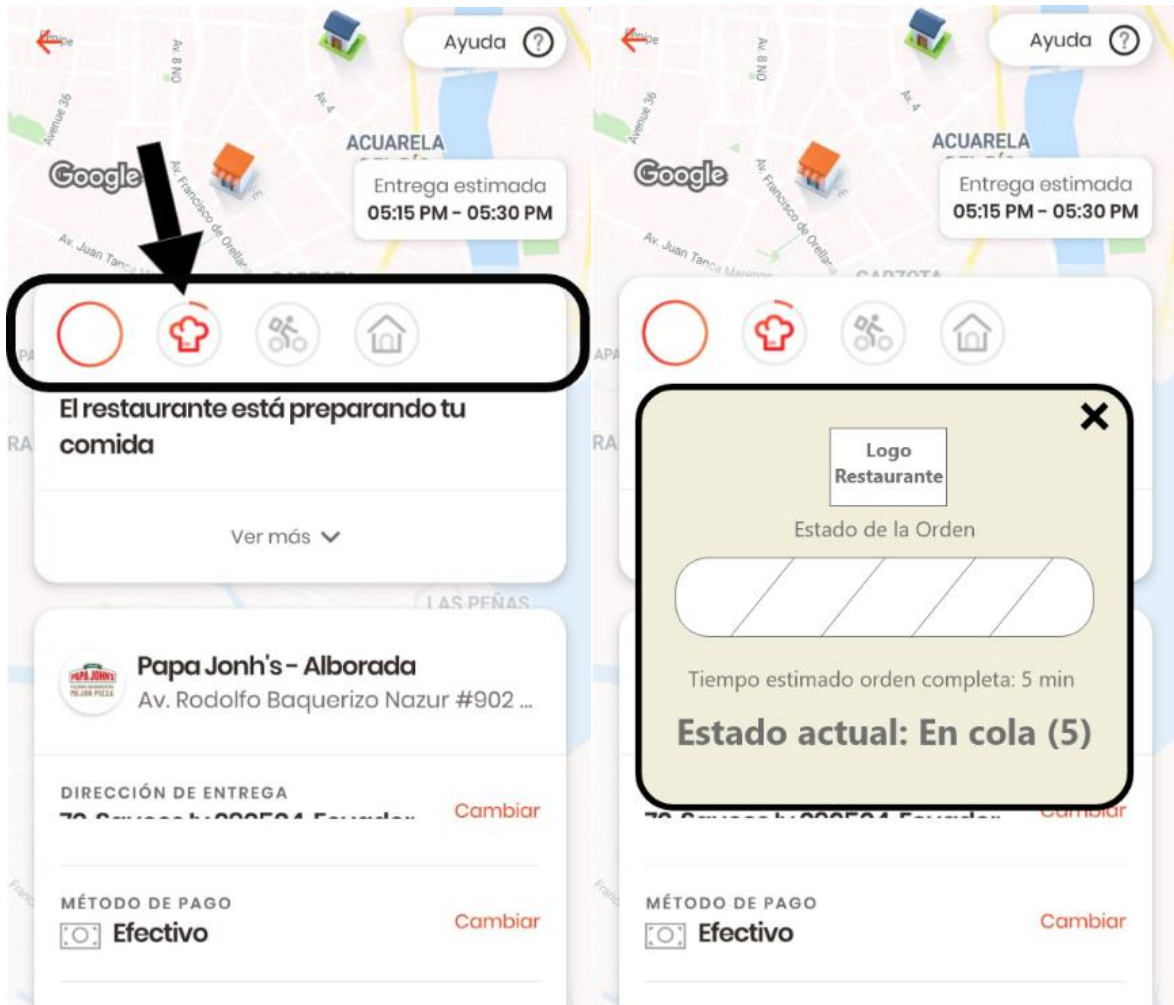 Ayuda ?
Av. 8 NO
Avenue 36
Av. 4
ACUARELA
Google
Av. Francisco de Orellana
Entrega estimada
05:15 PM - 05:30 PM
Av. Juan Tanca
El restaurante está preparando tu
comida
Ver más
LAS PEÑAS
PAPA JOHN'S
Papa Jonh's - Alborada
Av. Rodolfo Baquerizo Nazur #902 ...
DIRECCIÓN DE ENTREGA
Cambiar
MÉTODO DE PAGO
Efectivo
Cambiar
Ayuda ?
Av. 8 NO
Avenue 36
Av. 4
ACUARELA
Google
Av. Francisco de Orellana
Entrega estimada
05:15 PM - 05:30 PM
Av. Juan Tanca Marengo
GARZOTA
Logo
Restaurante
Estado de la Orden
Tiempo estimado orden completa: 5 min
Estado actual: En cola (5)
Cambiar
MÉTODO DE PAGO
Efectivo
Cambiar